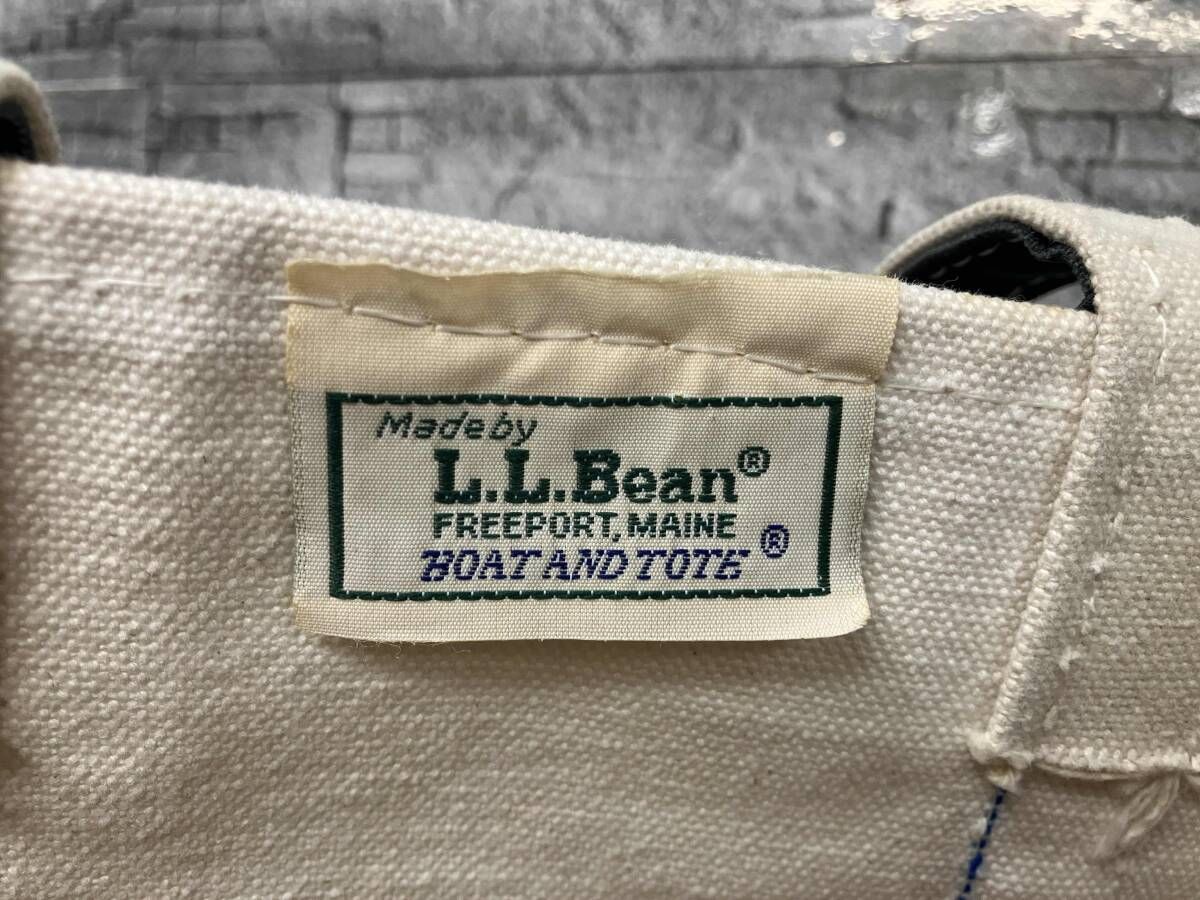 Made by
L.L.Bean®
FREEPORT, MAINE
BOAT AND TOTE®